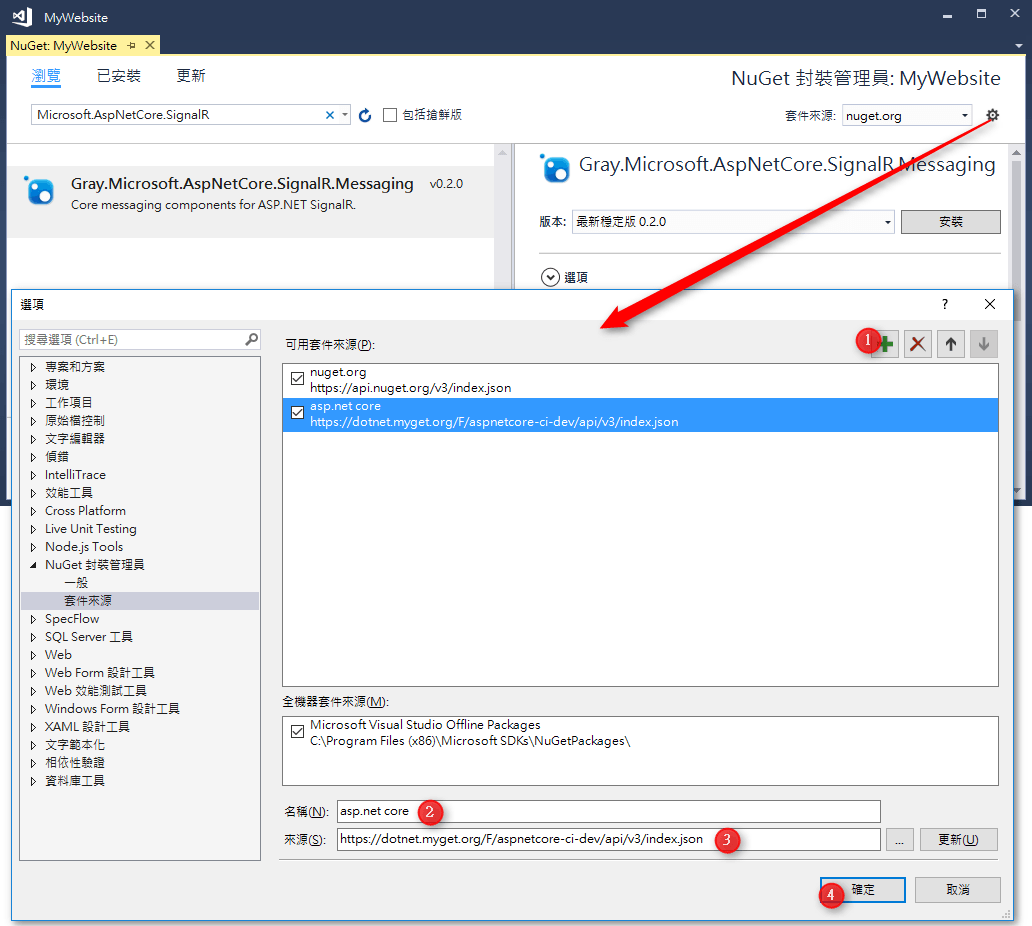 MyWebsite
NuGet: MyWebsite
瀏覽 已安裝 更新
NuGet 封裝管理員: MyWebsite
Microsoft.AspNetCore.SignalR
包括搶鮮版
套件來源: nuget.org
Gray.Microsoft.AspNetCore.SignalR.Messaging v0.2.0
Core messaging components for ASP.NET SignalR.
Gray.Microsoft.AspNetCore.SignalR.Messaging
版本: 最新穩定版 0.2.0 安裝
選項
選項
?
搜尋選項 (Ctrl+E)
專案和方案
環境
工作項目
原始檔控制
文字編輯器
偵錯
IntelliTrace
效能工具
Cross Platform
Live Unit Testing
Node.js Tools
NuGet 封裝管理員
一般
套件來源
SpecFlow
SQL Server 工具
Web
Web Form 設計工具
Web 效能測試工具
Windows Form 設計工具
XAML 設計工具
文字範本化
相依性驗證
資料庫工具
可用套件來源(P):
1
nuget.org
https://api.nuget.org/v3/index.json
asp.net core
https://dotnet.myget.org/F/aspnetcore-ci-dev/api/v3/index.json
全機器套件來源(M):
Microsoft Visual Studio Offline Packages
C:\Program Files (x86)\Microsoft SDKs\NuGetPackages\
名稱(N): asp.net core 2
來源(S): https://dotnet.myget.org/F/aspnetcore-ci-dev/api/v3/index.json 3 ... 更新(U)
4 確定 取消